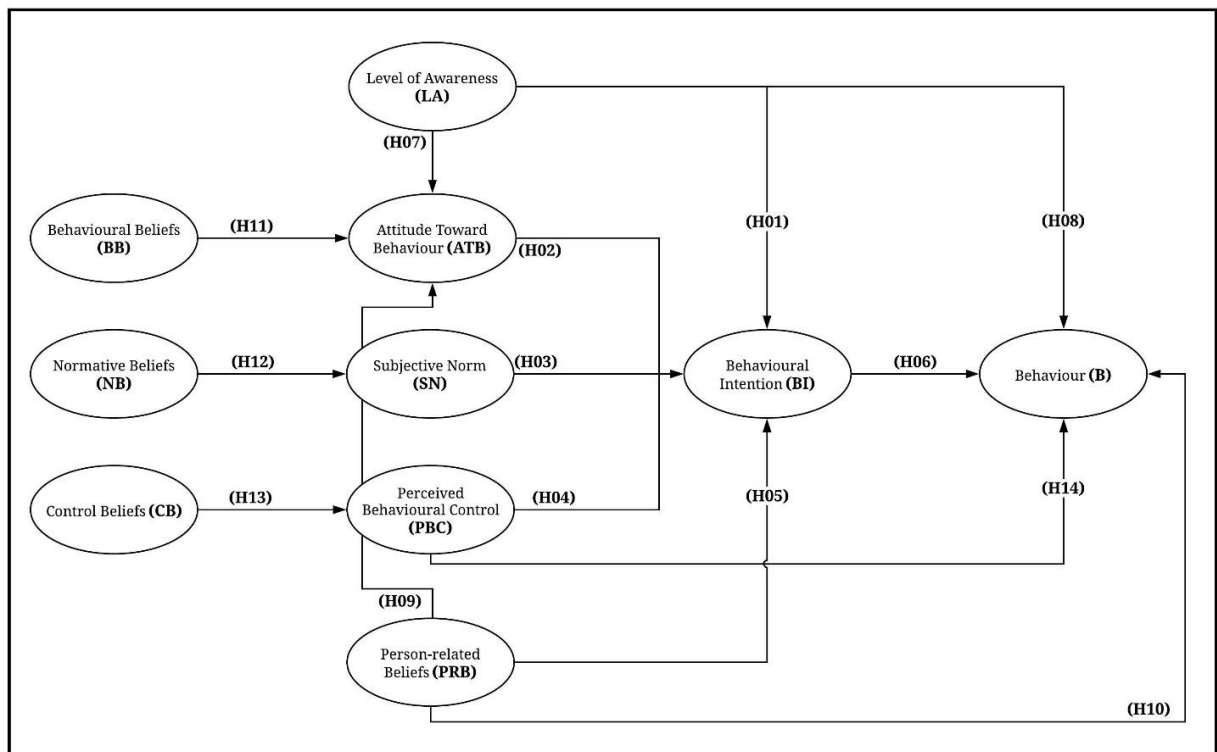 Level of Awareness
(LA)
(H07)
Behavioural Beliefs
(BB)
(H11)
Attitude Toward
Behaviour (ATB)
(H02)
(H01)
(H08)
Normative Beliefs
(NB)
(H12)
Subjective Norm
(SN)
(H03)
Behavioural
Intention (BI)
(H06)
Behaviour (B)
Control Beliefs (CB)
(H13)
Perceived
Behavioural Control
(PBC)
(H04)
(H05)
(H14)
(H09)
Person-related
Beliefs (PRB)
(H10)